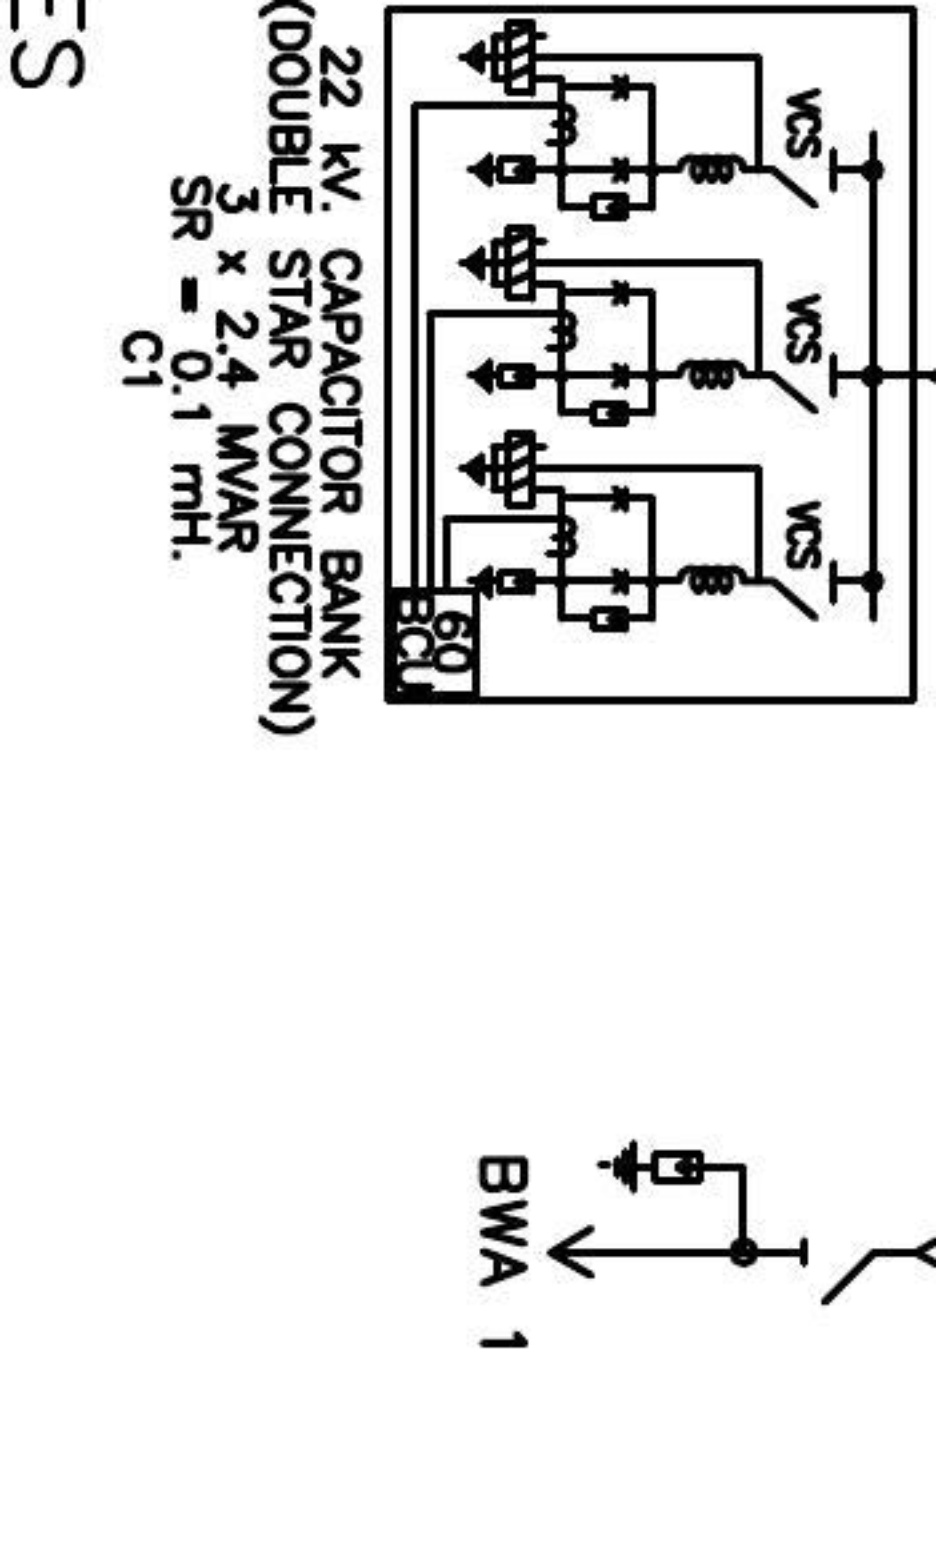 VCS
VCS
VCS
60
BCU
22 kV. CAPACITOR BANK
(DOUBLE STAR CONNECTION)
3 x 2.4 MVAR
SR = 0.1 mH.
C1
BWA 1
ES